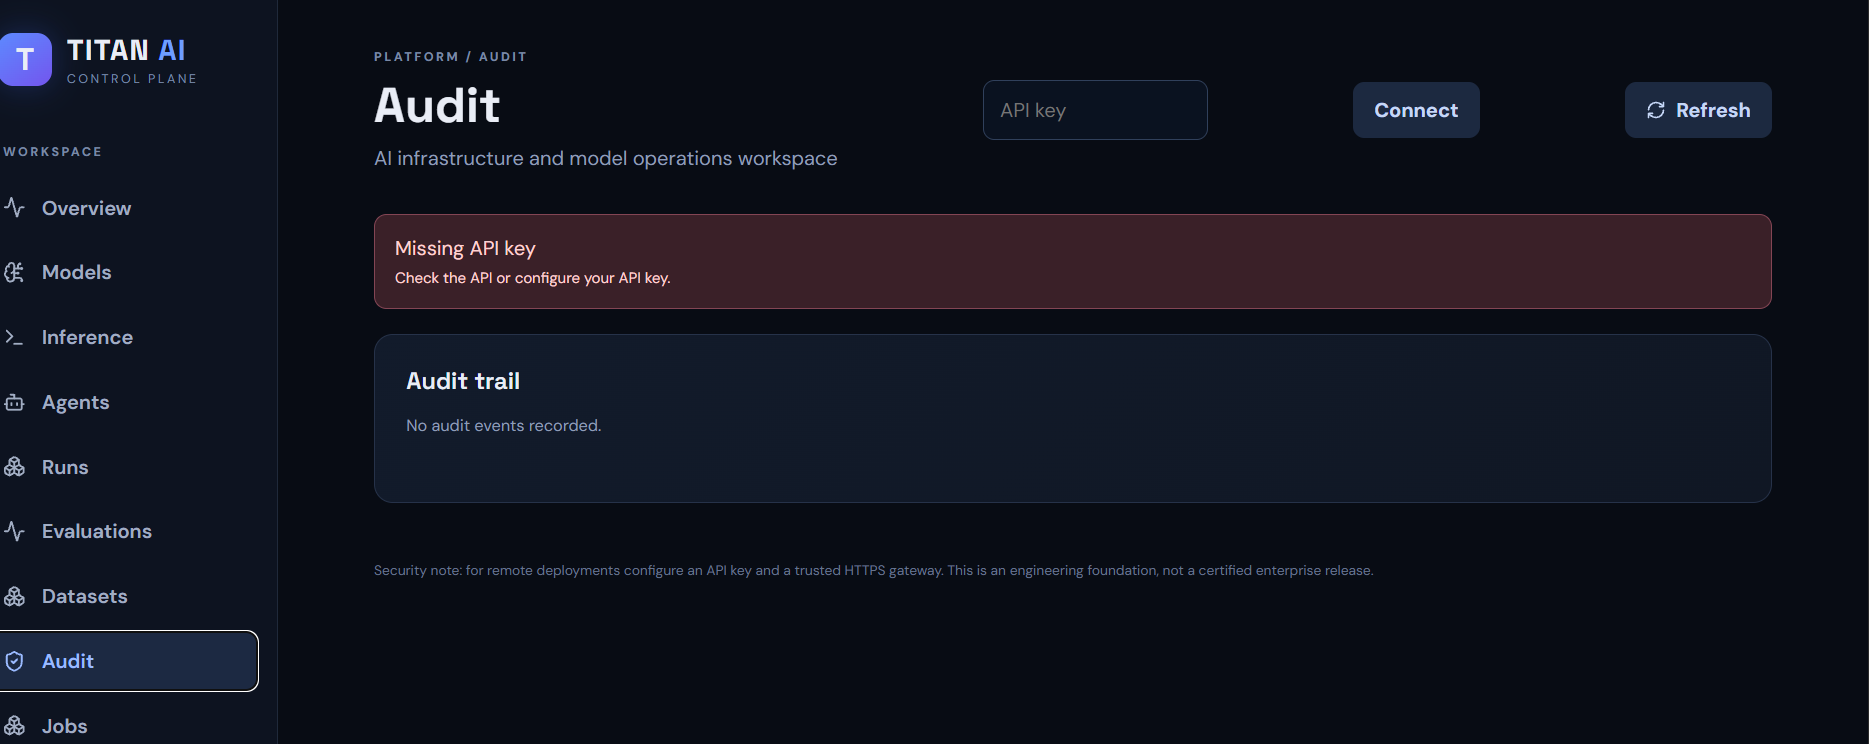 T
TITAN AI
CONTROL PLANE
WORKSPACE
Overview
Models
Inference
Agents
Runs
Evaluations
Datasets
Audit
Jobs
PLATFORM / AUDIT
Audit
AI infrastructure and model operations workspace
API key
Connect
Refresh
Missing API key
Check the API or configure your API key.
Audit trail
No audit events recorded.
Security note: for remote deployments configure an API key and a trusted HTTPS gateway. This is an engineering foundation, not a certified enterprise release.